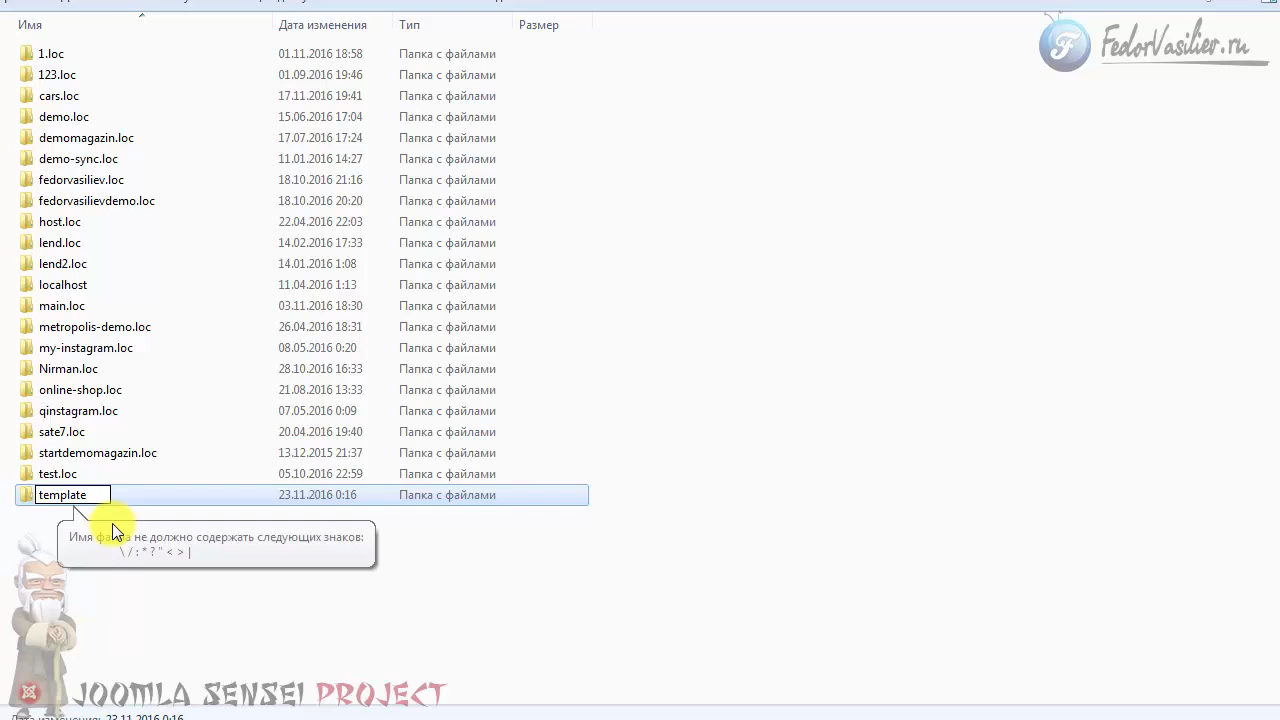 Имя Дата изменения Тип Размер
1.loc 01.11.2016 18:58 Папка с файлами
123.loc 01.09.2016 19:46 Папка с файлами
cars.loc 17.11.2016 19:41 Папка с файлами
demo.loc 15.06.2016 17:04 Папка с файлами
demomagazin.loc 17.07.2016 17:24 Папка с файлами
demo-sync.loc 11.01.2016 14:27 Папка с файлами
fedorvasiliev.loc 18.10.2016 21:16 Папка с файлами
fedorvasilievdemo.loc 18.10.2016 20:20 Папка с файлами
host.loc 22.04.2016 22:03 Папка с файлами
lend.loc 14.02.2016 17:33 Папка с файлами
lend2.loc 14.01.2016 1:08 Папка с файлами
localhost 11.04.2016 1:13 Папка с файлами
main.loc 03.11.2016 18:30 Папка с файлами
metropolis-demo.loc 26.04.2016 18:31 Папка с файлами
my-instagram.loc 08.05.2016 0:20 Папка с файлами
Nirman.loc 28.10.2016 16:33 Папка с файлами
online-shop.loc 21.08.2016 13:33 Папка с файлами
qinstagram.loc 07.05.2016 0:09 Папка с файлами
sate7.loc 20.04.2016 19:40 Папка с файлами
startdemomagazin.loc 13.12.2015 21:37 Папка с файлами
test.loc 05.10.2016 22:59 Папка с файлами
template 23.11.2016 0:16 Папка с файлами
Имя файла не должно содержать следующих знаков:
\ / : * ? " < > |
FedorVasiliev.ru
JOOMLA SENSEI PROJECT
Дата изменения: 23.11.2016 0:16